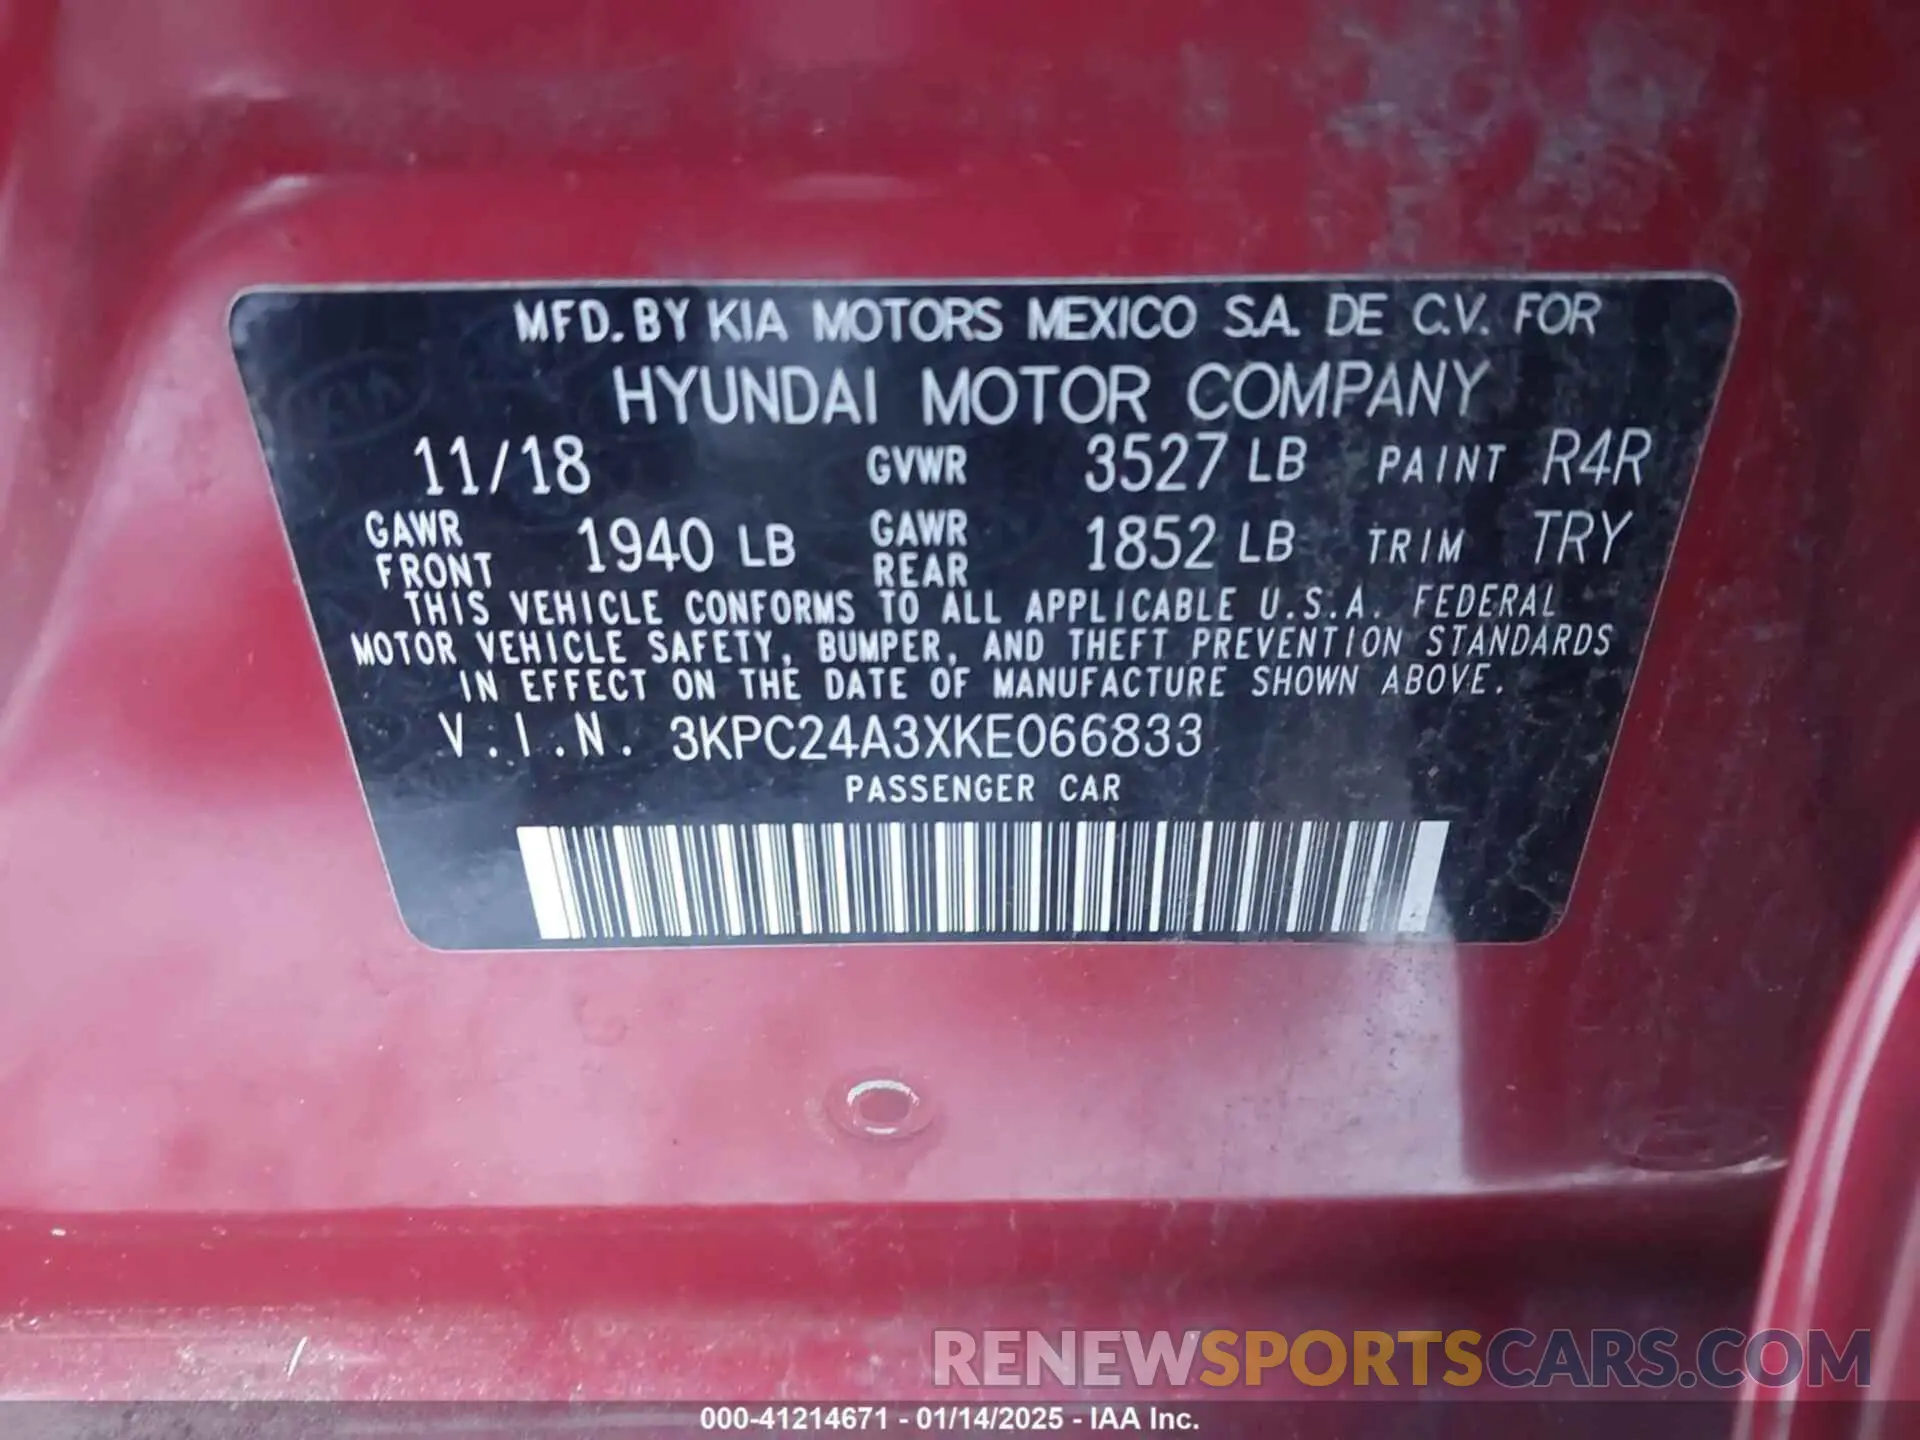 MFD. BY KIA MOTORS MEXICO S.A. DE C.V. FOR
HYUNDAI MOTOR COMPANY
11/18 GVWR 3527 LB PAINT R4R
GAWR FRONT 1940 LB GAWR REAR 1852 LB TRIM TRY
THIS VEHICLE CONFORMS TO ALL APPLICABLE U.S.A. FEDERAL
MOTOR VEHICLE SAFETY, BUMPER, AND THEFT PREVENTION STANDARDS
IN EFFECT ON THE DATE OF MANUFACTURE SHOWN ABOVE.
V.I.N. 3KPC24A3XKE066833
PASSENGER CAR
RENEWSPORTSCARS.COM
000-41214671 - 01/14/2025 - IAA Inc.